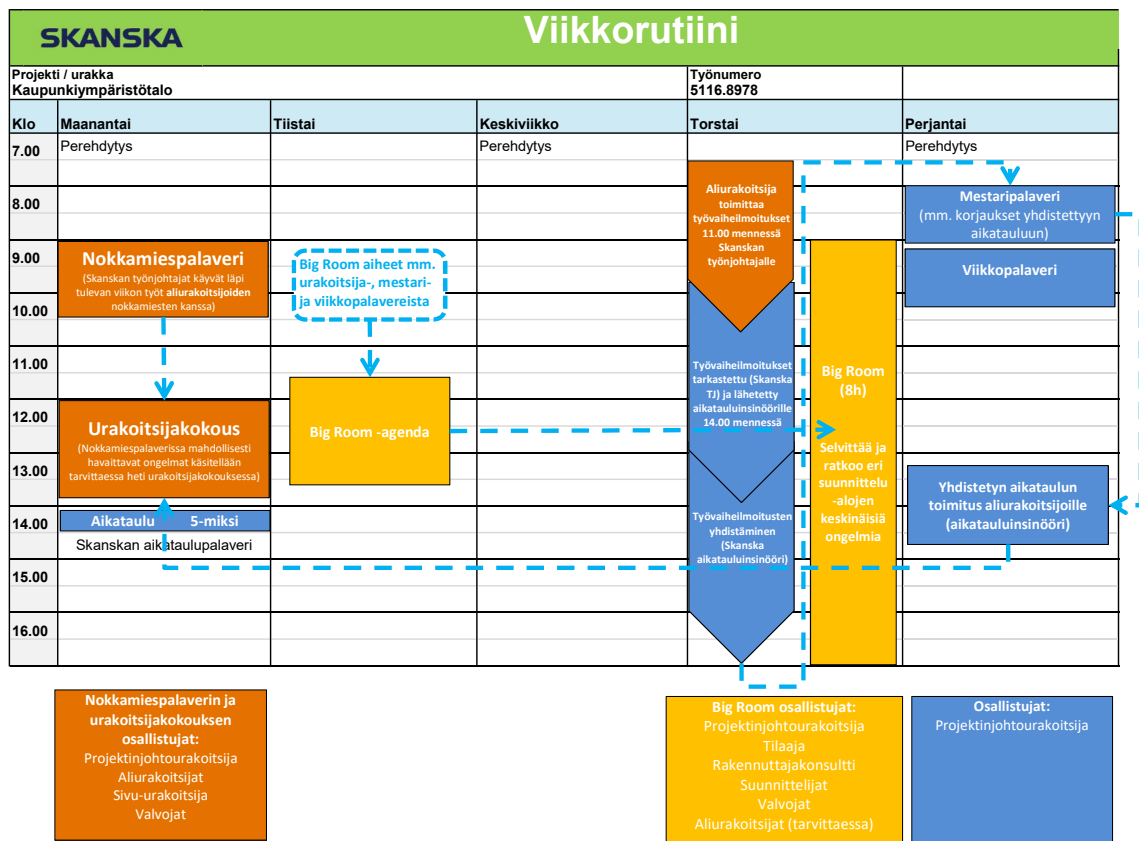 SKANSKA
Viikkorutiini
Projekti / urakka
Kaupunkiympäristötalo
Työnumero
5116.8978
Klo Maanantai Tiistai Keskiviikko Torstai Perjantai
7.00
Perehdytys
Perehdytys
Perehdytys
8.00
9.00
10.00
11.00
12.00
13.00
14.00
15.00
16.00
Nokkamiespalaveri
(Skanskan työnjohtajat käyvät läpi
tulevan viikon työt aliurakoitsijoiden
nokkamiesten kanssa)
Urakoitsijakokous
(Nokkamiespalaverissa mahdollisesti
havaittavat ongelmat käsitellään
tarvittaessa heti urakoitsijakokouksessa)
Aikataulu 5-miksi
Skanskan aikataulupalaveri
Big Room aiheet mm.
urakoitsija-, mestari-
ja viikkopalavereista
Big Room -agenda
Aliurakoitsija
toimittaa
työvaiheilmoitukset
11.00 mennessä
Skanskan
työnjohtajalle
Työvaiheilmoitukset
tarkastettu (Skanska
TJ) ja lähetetty
aikatauluinsinöörille
14.00 mennessä
Työvaiheilmoitusten
yhdistäminen
(Skanska
aikatauluinsinööri)
Big Room
(8h)
Selvittää ja
ratkoo eri
suunnittelu
-alojen
keskinäisiä
ongelmia
Mestaripalaveri
(mm. korjaukset yhdistettyyn
aikatauluun)
Viikkopalaveri
Yhdistetyn aikataulun
toimitus aliurakoitsijoille
(aikatauluinsinööri)
Nokkamiespalaverin ja
urakoitsijakokouksen
osallistujat:
Projektinjohtourakoitsija
Aliurakoitsijat
Sivu-urakoitsija
Valvojat
Big Room osallistujat:
Projektinjohtourakoitsija
Tilaaja
Rakennuttajakonsultti
Suunnittelijat
Valvojat
Aliurakoitsijat (tarvittaessa)
Osallistujat:
Projektinjohtourakoitsija